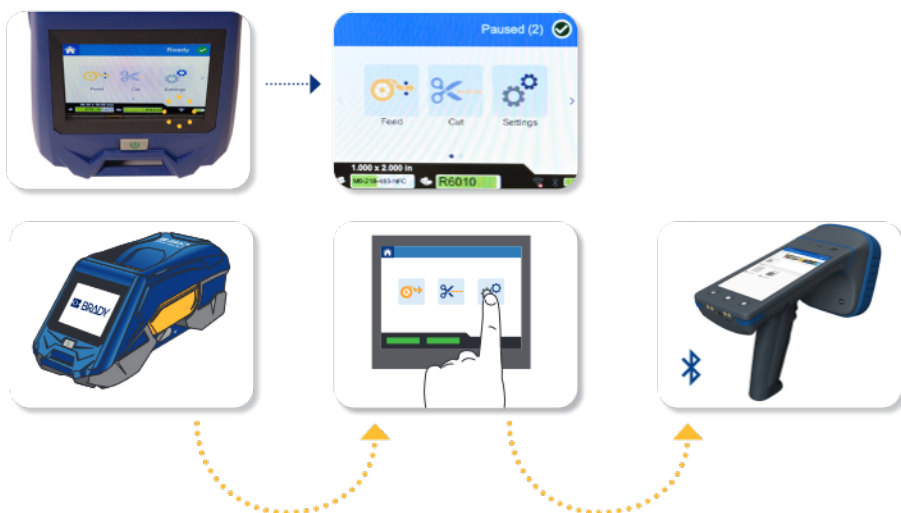 Ready
Feed
Cut
Settings
Paused (2)
Feed
Cut
Settings
1.000 x 2.000 in
R6010
BRADY